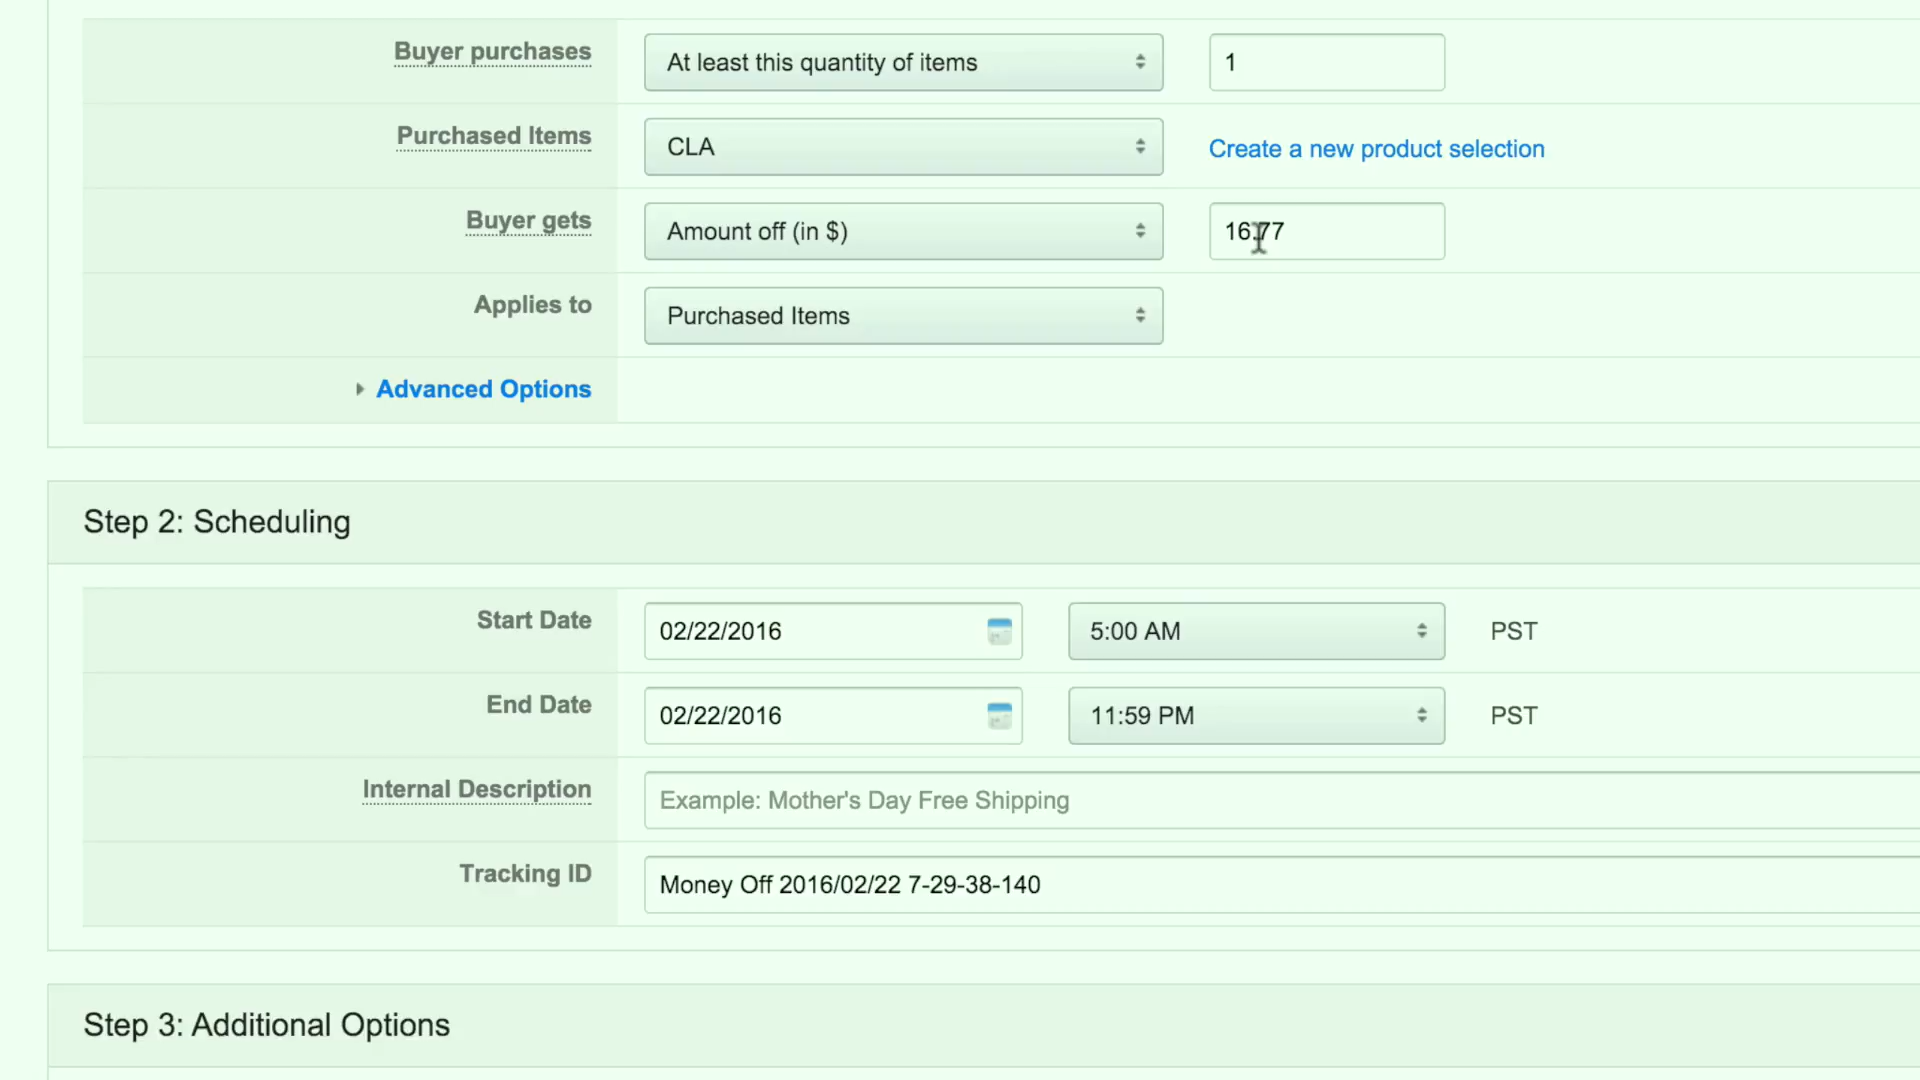 Buyer purchases At least this quantity of items 1
Purchased Items CLA Create a new product selection
Buyer gets Amount off (in $) 16.77
Applies to Purchased Items
Advanced Options
Step 2: Scheduling
Start Date 02/22/2016 5:00 AM PST
End Date 02/22/2016 11:59 PM PST
Internal Description Example: Mother's Day Free Shipping
Tracking ID Money Off 2016/02/22 7-29-38-140
Step 3: Additional Options